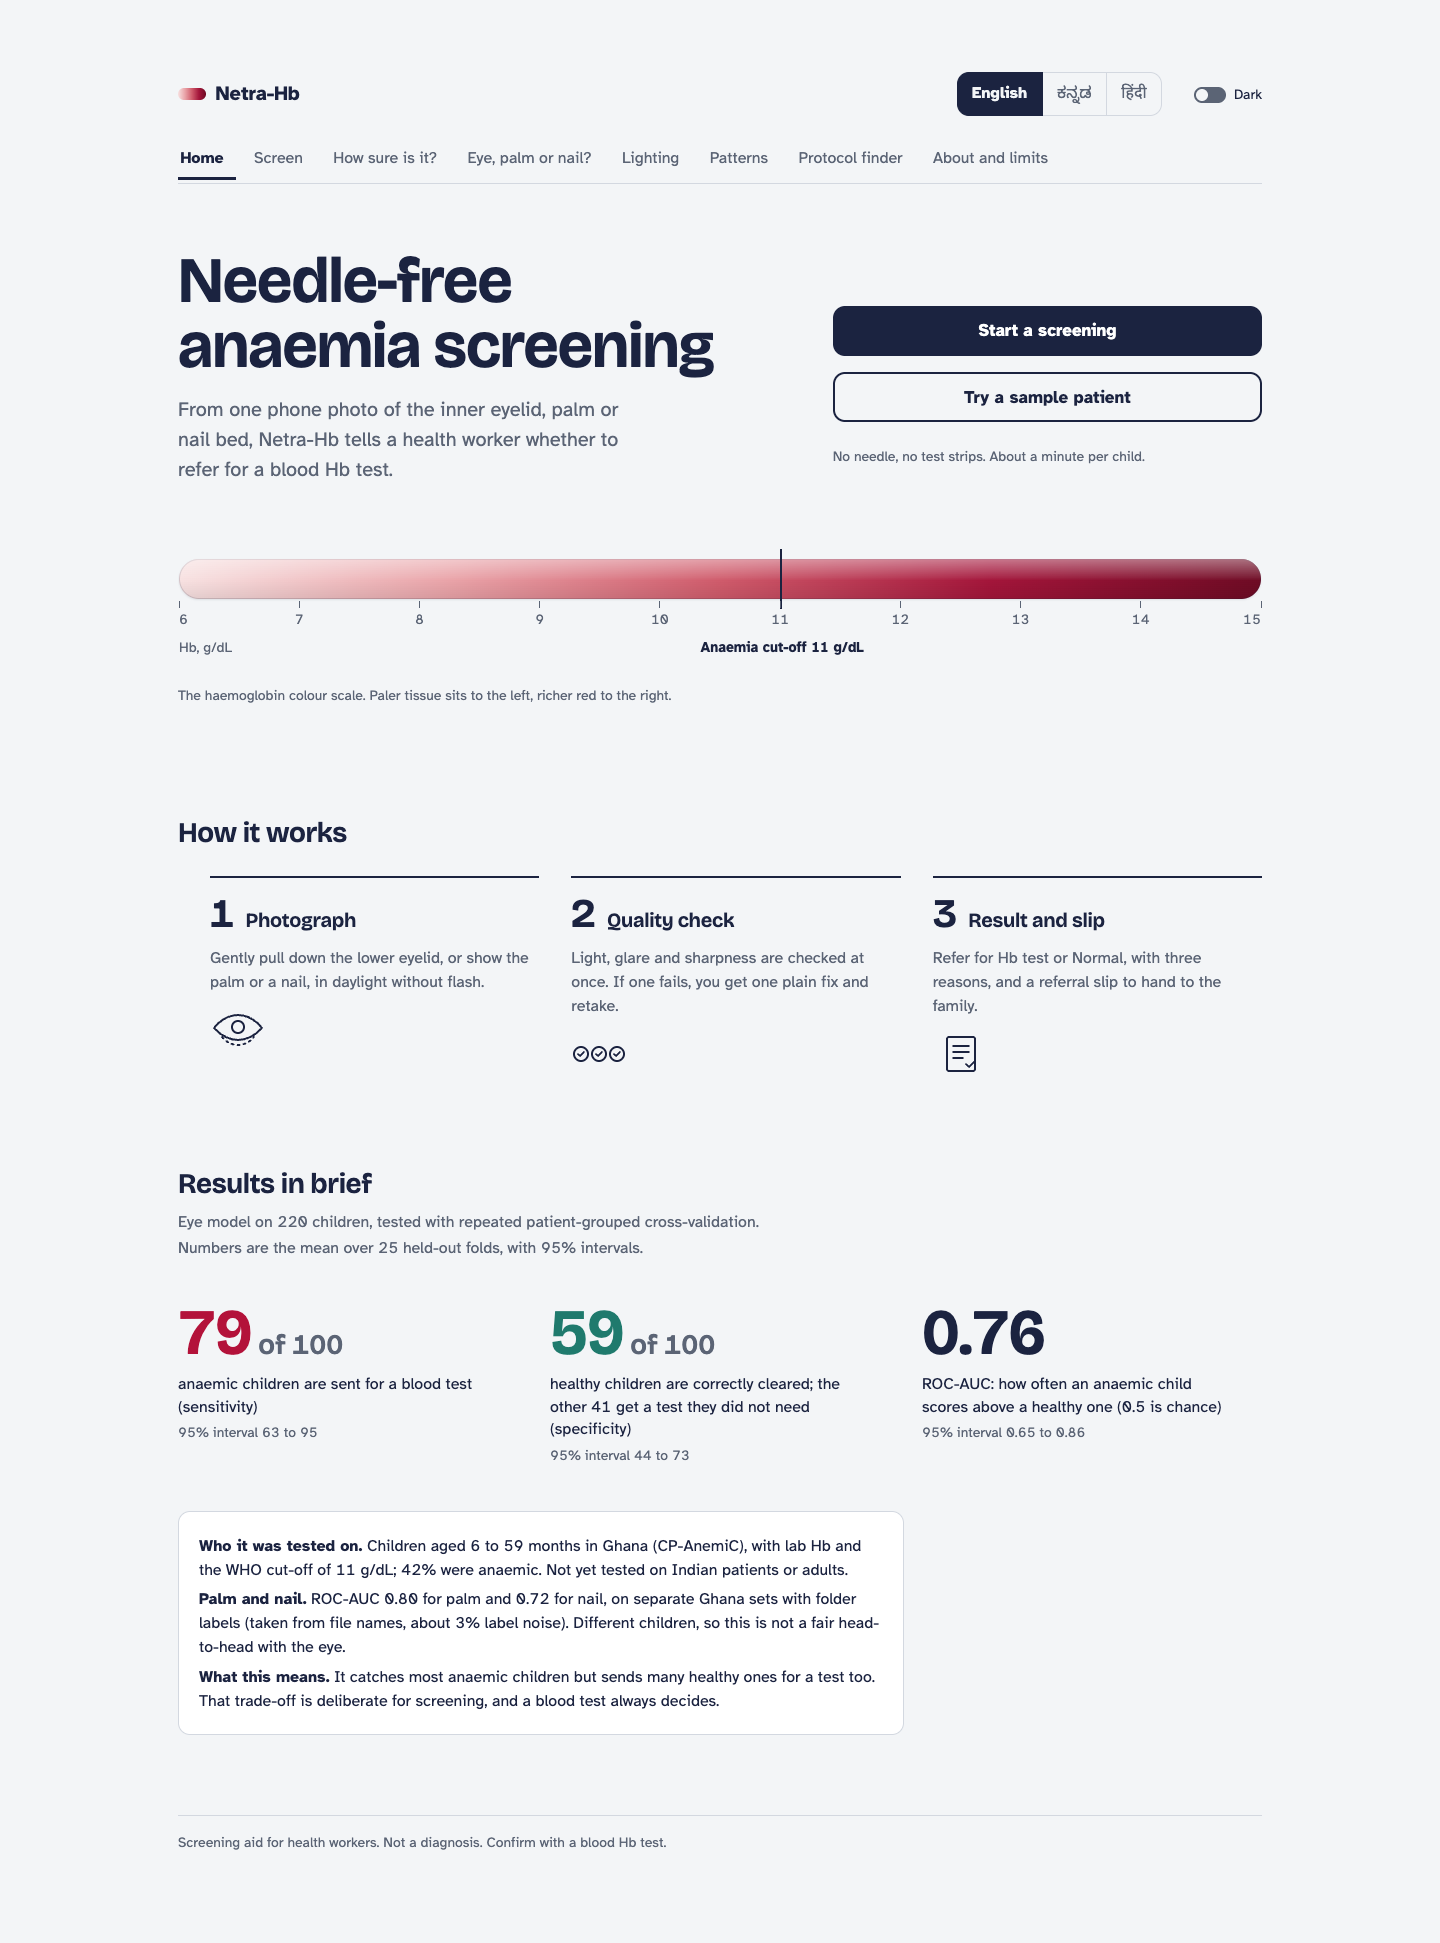 Netra-Hb
English ಕನ್ನಡ हिंदी Dark
Home Screen How sure is it? Eye, palm or nail? Lighting Patterns Protocol finder About and limits
Needle-free
anaemia screening
From one phone photo of the inner eyelid, palm or
nail bed, Netra-Hb tells a health worker whether to
refer for a blood Hb test.
Start a screening
Try a sample patient
No needle, no test strips. About a minute per child.
6 7 8 9 10 11 12 13 14 15
Hb, g/dL
Anaemia cut-off 11 g/dL
The haemoglobin colour scale. Paler tissue sits to the left, richer red to the right.
How it works
1 Photograph
Gently pull down the lower eyelid, or show the
palm or a nail, in daylight without flash.
2 Quality check
Light, glare and sharpness are checked at
once. If one fails, you get one plain fix and
retake.
3 Result and slip
Refer for Hb test or Normal, with three
reasons, and a referral slip to hand to the
family.
Results in brief
Eye model on 220 children, tested with repeated patient-grouped cross-validation.
Numbers are the mean over 25 held-out folds, with 95% intervals.
79 of 100
anaemic children are sent for a blood test
(sensitivity)
95% interval 63 to 95
59 of 100
healthy children are correctly cleared; the
other 41 get a test they did not need
(specificity)
95% interval 44 to 73
0.76
ROC-AUC: how often an anaemic child
scores above a healthy one (0.5 is chance)
95% interval 0.65 to 0.86
Who it was tested on. Children aged 6 to 59 months in Ghana (CP-AnemiC), with lab Hb and
the WHO cut-off of 11 g/dL; 42% were anaemic. Not yet tested on Indian patients or adults.
Palm and nail. ROC-AUC 0.80 for palm and 0.72 for nail, on separate Ghana sets with folder
labels (taken from file names, about 3% label noise). Different children, so this is not a fair head-
to-head with the eye.
What this means. It catches most anaemic children but sends many healthy ones for a test too.
That trade-off is deliberate for screening, and a blood test always decides.
Screening aid for health workers. Not a diagnosis. Confirm with a blood Hb test.